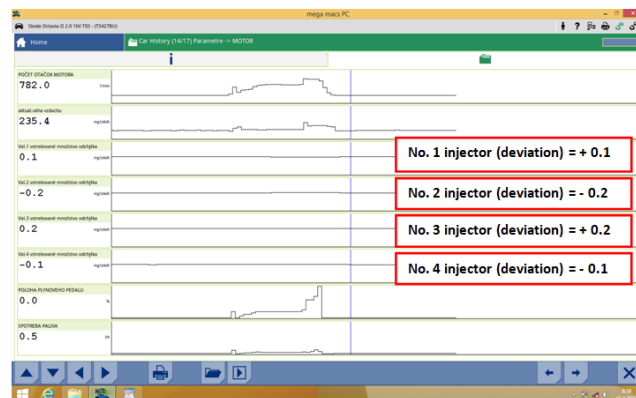 mega macs PC
Skoda Octavia II 2.0 16V TDI - (TS427BU)
Home
Car History (14/17) Parametre -> MOTOR
POČET OTAČOK MOTORA
782.0
1/min
aktuál.váha vzduchu
235.4
mg/zdvih
Val.1 vstrekované množstvo odchýlka
0.1
mg/zdvih
No. 1 injector (deviation) = + 0.1
Val.2 vstrekované množstvo odchýlka
-0.2
mg/zdvih
No. 2 injector (deviation) = - 0.2
Val.3 vstrekované množstvo odchýlka
0.2
mg/zdvih
No. 3 injector (deviation) = + 0.2
Val.4 vstrekované množstvo odchýlka
-0.1
mg/zdvih
No. 4 injector (deviation) = - 0.1
POLOHA PLYNOVÉHO PEDÁLU
0.0
%
SPOTREBA PALIVA
0.5
l/h